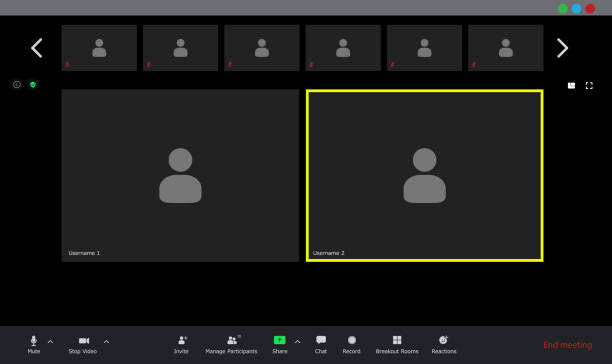 Username 1
Username 2
Mute
Stop Video
Invite
Manage Participants
Share
Chat
Record
Breakout Rooms
Reactions
End meeting